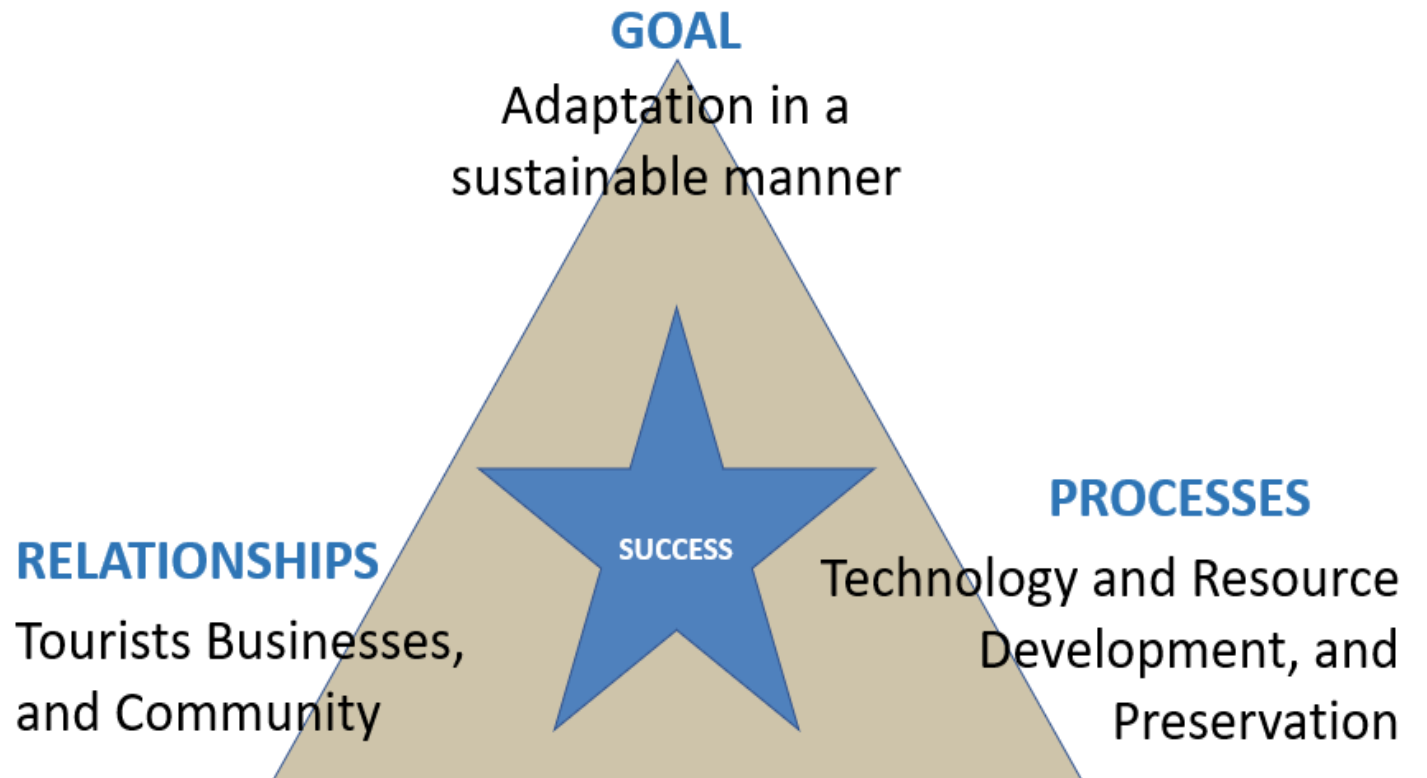 GOAL
Adaptation in a
sustainable manner
RELATIONSHIPS
Tourists Businesses,
and Community
SUCCESS
PROCESSES
Technology and Resource
Development, and
Preservation